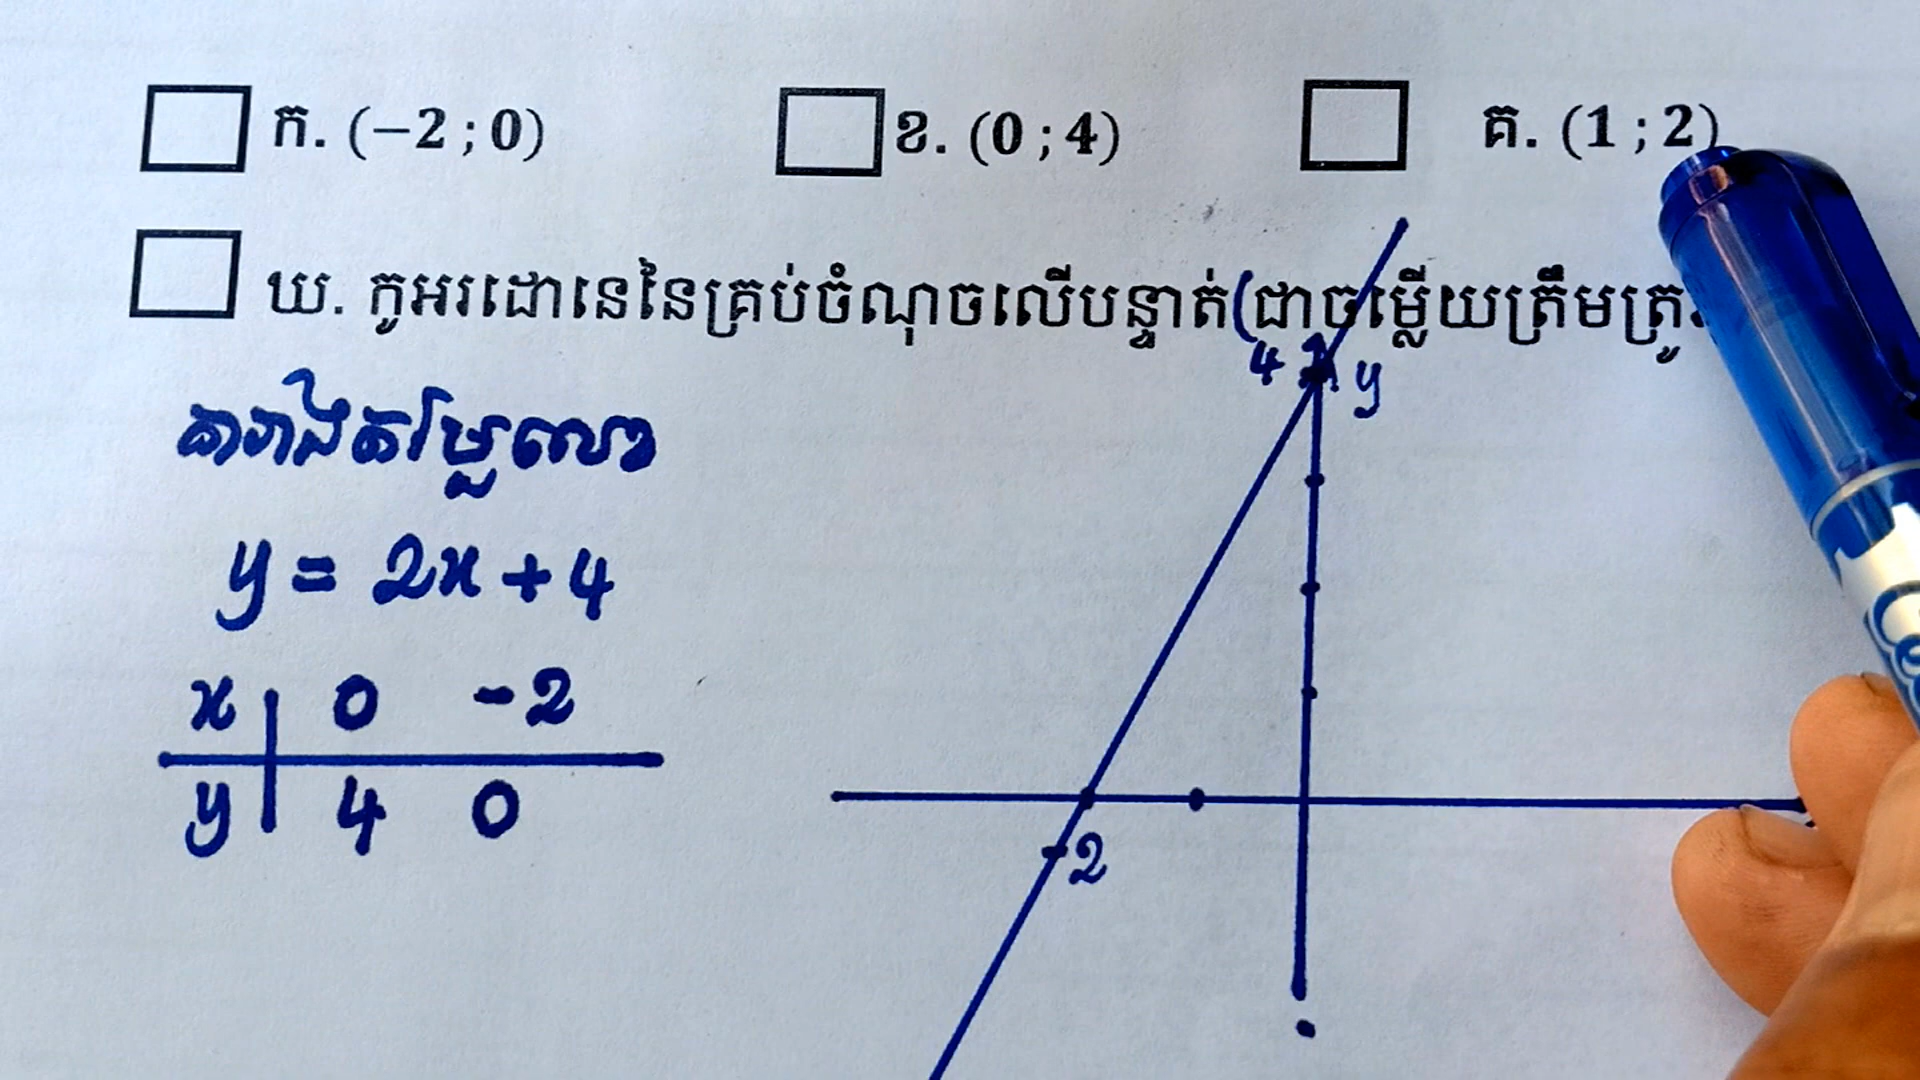 ក. (−2 ; 0) ខ. (0 ; 4) គ. (1 ; 2)
ឃ. កូអរដោនេនៃគ្រប់ចំណុចលើបន្ទាត់(ជាចម្លើយត្រឹមត្រូវ
តារាងតម្លៃលេខ
4 y
y = 2x + 4
x 0 -2
y 4 0
-2